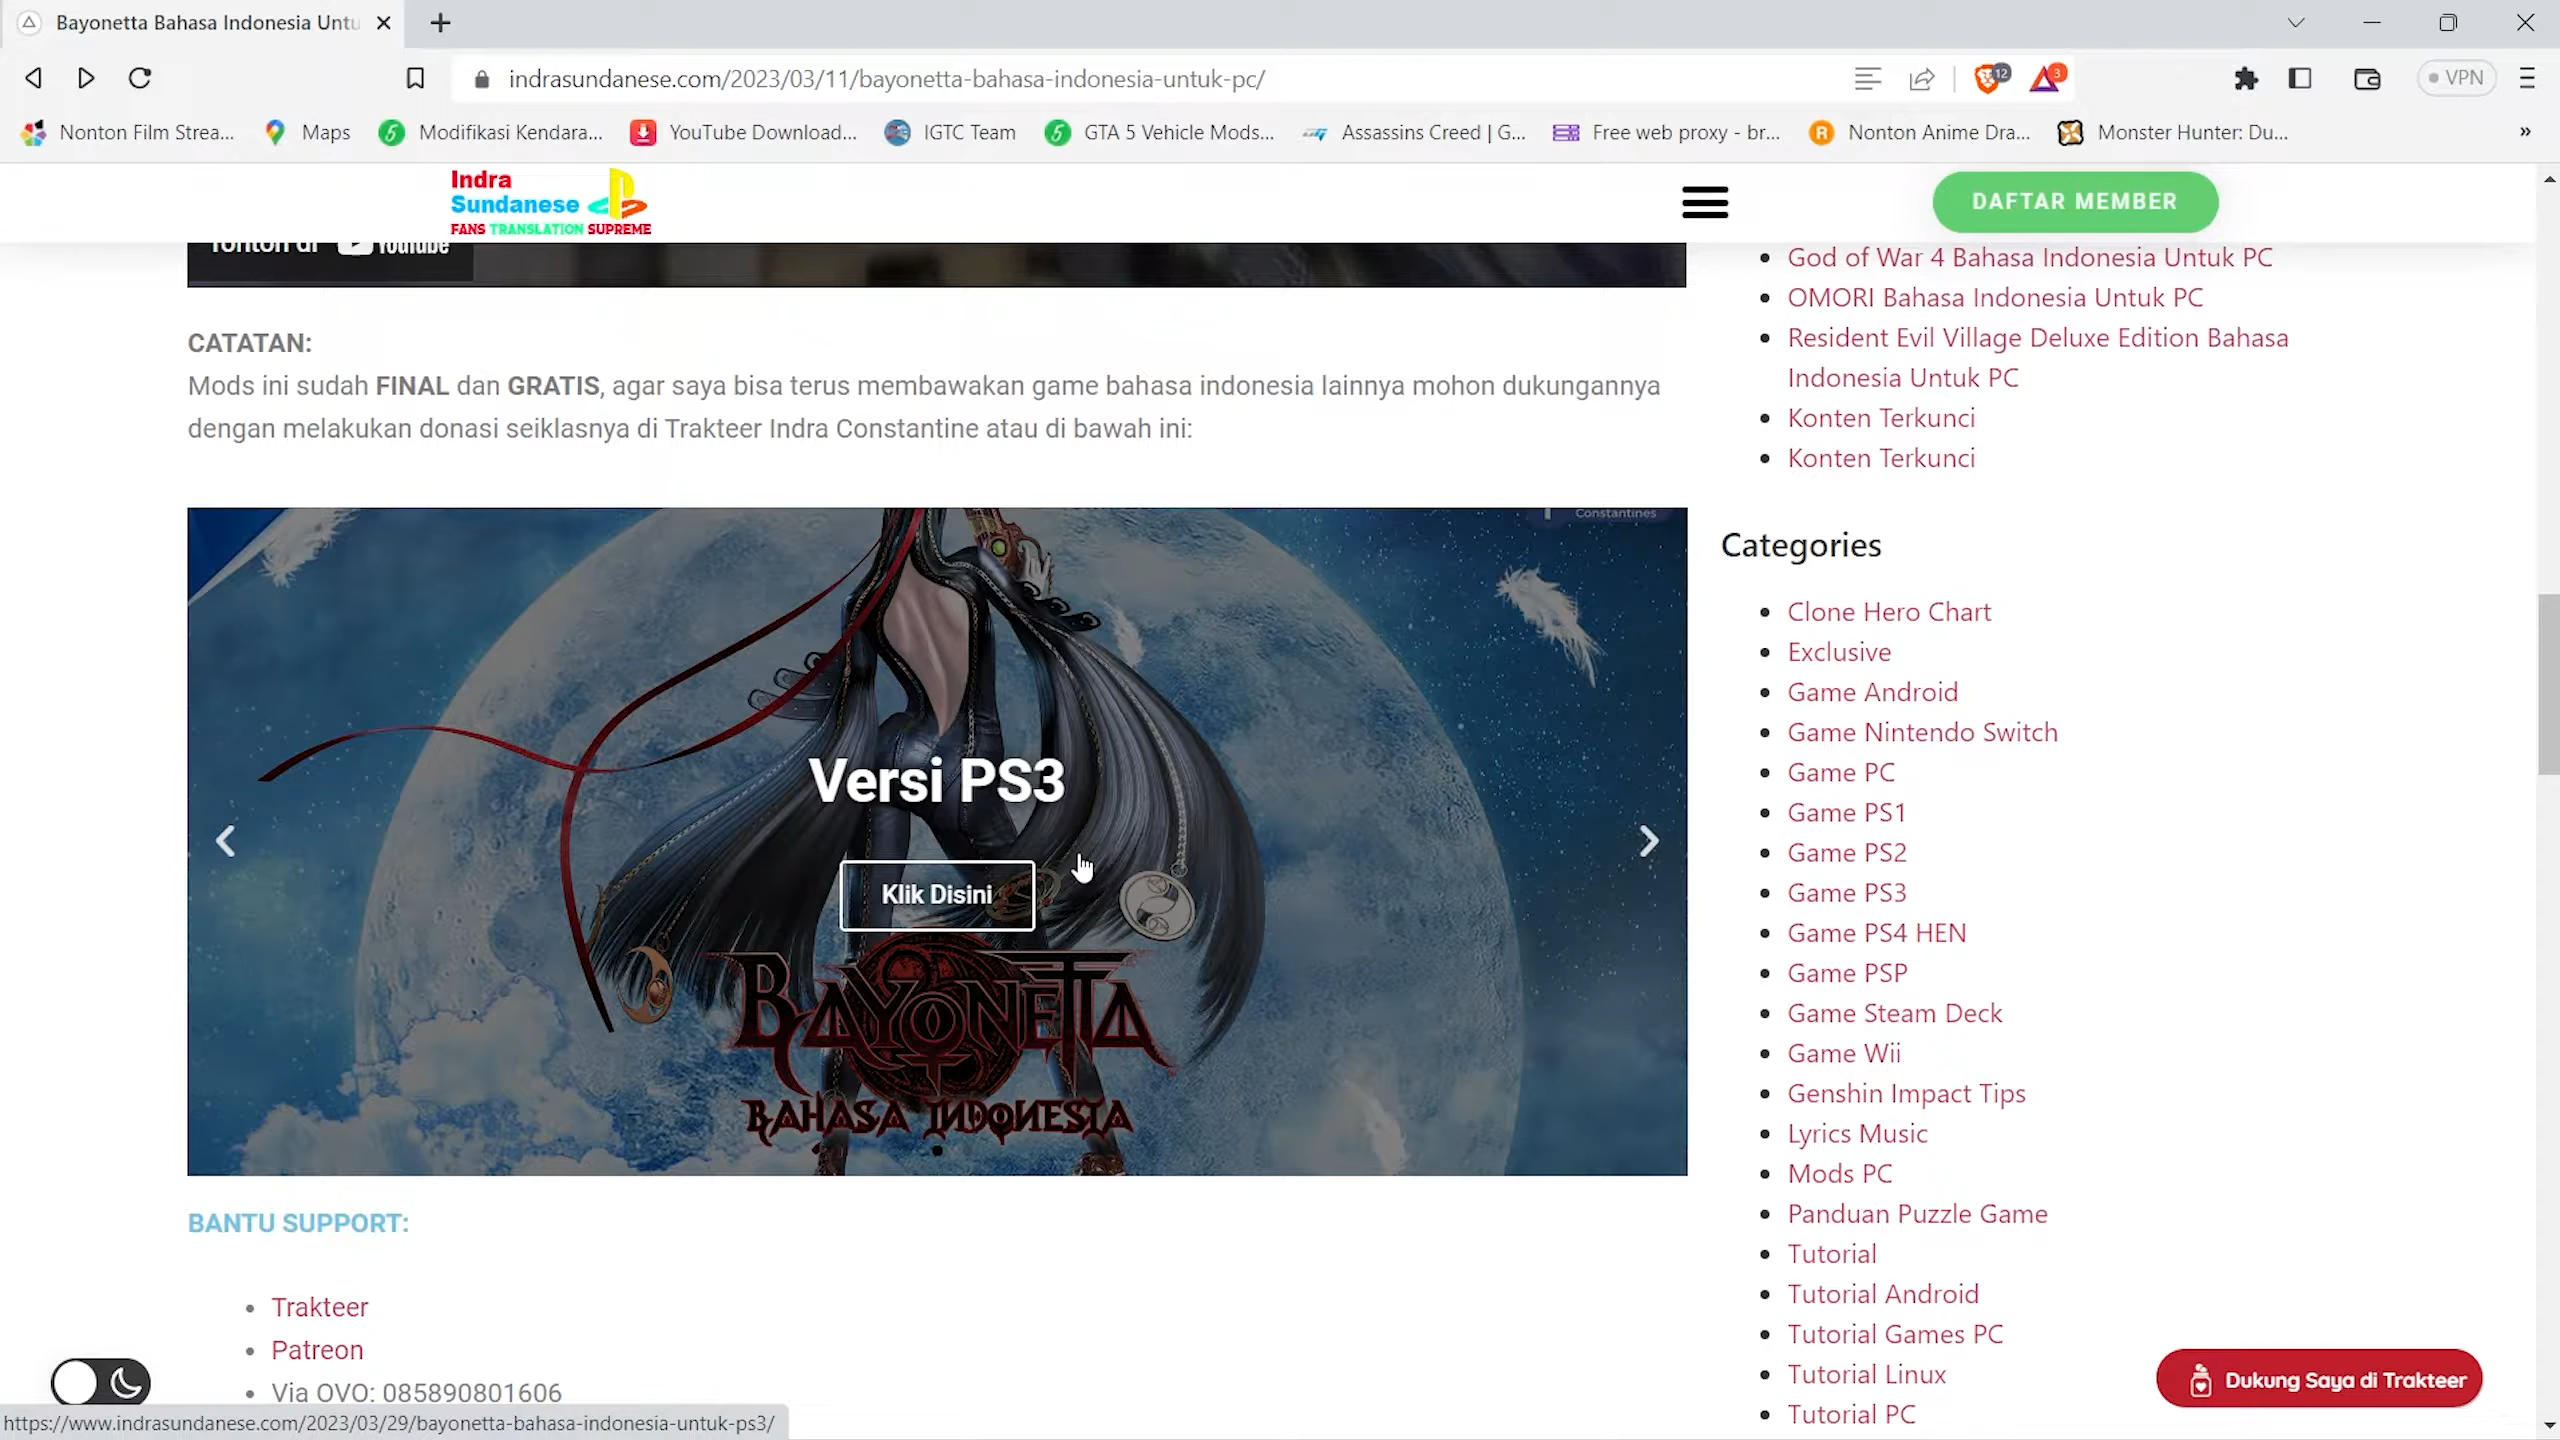 Bayonetta Bahasa Indonesia Untu
indrasundanese.com/2023/03/11/bayonetta-bahasa-indonesia-untuk-pc/
12
3
VPN
Nonton Film Strea...
Maps
Modifikasi Kendara...
YouTube Download...
IGTC Team
GTA 5 Vehicle Mods...
Assassins Creed | G...
Free web proxy - br...
Nonton Anime Dra...
Monster Hunter: Du...
»
Indra
Sundanese
FANS TRANSLATION SUPREME
DAFTAR MEMBER
Tonton di YouTube
CATATAN:
Mods ini sudah FINAL dan GRATIS, agar saya bisa terus membawakan game bahasa indonesia lainnya mohon dukungannya
dengan melakukan donasi seiklasnya di Trakteer Indra Constantine atau di bawah ini:
Constantines
Versi PS3
Klik Disini
BAYONETTA
BAHASA INDONESIA
BANTU SUPPORT:
Trakteer
Patreon
Via OVO: 085890801606
https://www.indrasundanese.com/2023/03/29/bayonetta-bahasa-indonesia-untuk-ps3/
God of War 4 Bahasa Indonesia Untuk PC
OMORI Bahasa Indonesia Untuk PC
Resident Evil Village Deluxe Edition Bahasa
Indonesia Untuk PC
Konten Terkunci
Konten Terkunci
Categories
Clone Hero Chart
Exclusive
Game Android
Game Nintendo Switch
Game PC
Game PS1
Game PS2
Game PS3
Game PS4 HEN
Game PSP
Game Steam Deck
Game Wii
Genshin Impact Tips
Lyrics Music
Mods PC
Panduan Puzzle Game
Tutorial
Tutorial Android
Tutorial Games PC
Tutorial Linux
Tutorial PC
Dukung Saya di Trakteer